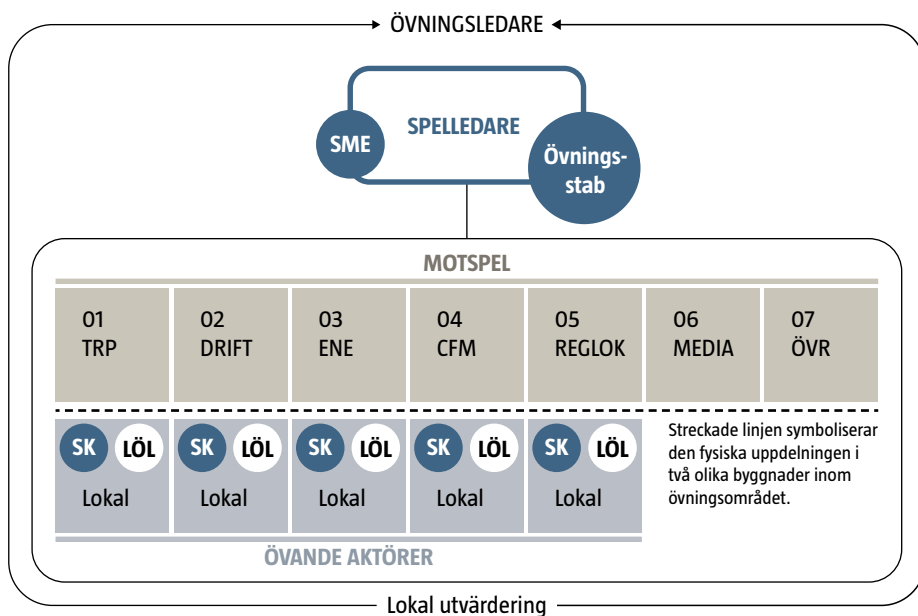 ÖVNINGSLEDARE
SPELLEDARE
SME
Övnings-
stab
MOTSPEL
01
TRP
02
DRIFT
03
ENE
04
CFM
05
REGLOK
06
MEDIA
07
ÖVR
SK LÖL
Lokal
SK LÖL
Lokal
SK LÖL
Lokal
SK LÖL
Lokal
SK LÖL
Lokal
Streckade linjen symboliserar
den fysiska uppdelningen i
två olika byggnader inom
övningsområdet.
ÖVANDE AKTÖRER
Lokal utvärdering